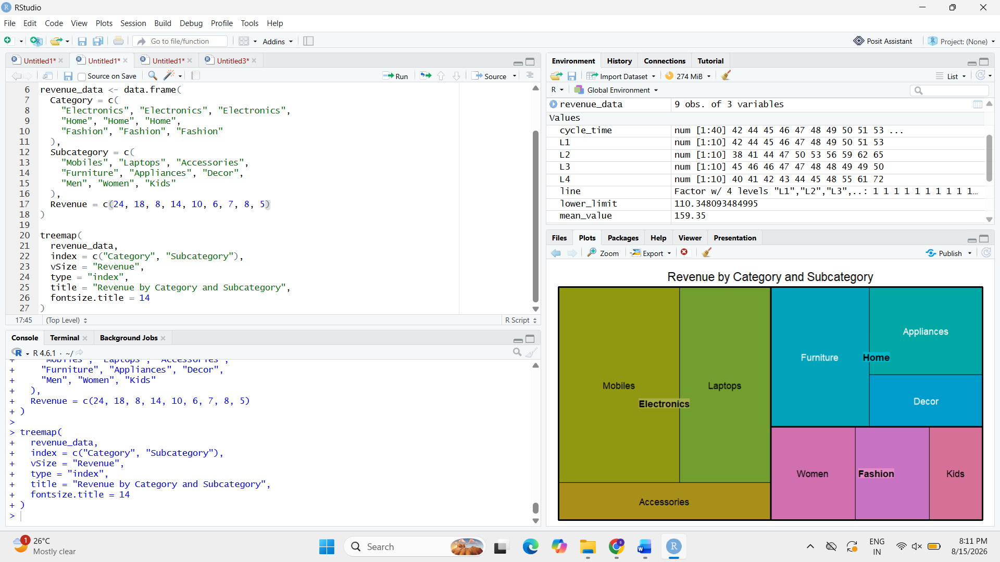 RStudio
File Edit Code View Plots Session Build Debug Profile Tools Help
Go to file/function Addins Posit Assistant Project: (None)
Untitled1* Untitled1* Untitled1* Untitled3*
Source on Save Run Source
6 revenue_data <- data.frame(
7 Category = c(
8 "Electronics", "Electronics", "Electronics",
9 "Home", "Home", "Home",
10 "Fashion", "Fashion", "Fashion"
11 ),
12 Subcategory = c(
13 "Mobiles", "Laptops", "Accessories",
14 "Furniture", "Appliances", "Decor",
15 "Men", "Women", "Kids"
16 ),
17 Revenue = c(24, 18, 8, 14, 10, 6, 7, 8, 5)
18 )
19
20 treemap(
21 revenue_data,
22 index = c("Category", "Subcategory"),
23 vSize = "Revenue",
24 type = "index",
25 title = "Revenue by Category and Subcategory",
26 fontsize.title = 14
27 )
17:45 (Top Level) R Script
Console Terminal Background Jobs
R R 4.6.1 · ~/
+ "Mobiles", "Laptops", "Accessories",
+ "Furniture", "Appliances", "Decor",
+ "Men", "Women", "Kids"
+ ),
+ Revenue = c(24, 18, 8, 14, 10, 6, 7, 8, 5)
+ )
>
> treemap(
+ revenue_data,
+ index = c("Category", "Subcategory"),
+ vSize = "Revenue",
+ type = "index",
+ title = "Revenue by Category and Subcategory",
+ fontsize.title = 14
+ )
>
Environment History Connections Tutorial
Import Dataset 274 MiB List
R Global Environment
revenue_data 9 obs. of 3 variables
Values
cycle_time num [1:40] 42 44 45 46 47 48 49 50 51 53 ...
L1 num [1:10] 42 44 45 46 47 48 49 50 51 53
L2 num [1:10] 38 41 44 47 50 53 56 59 62 65
L3 num [1:10] 45 46 46 47 47 48 48 49 49 50
L4 num [1:10] 40 41 42 43 44 45 48 55 61 72
line Factor w/ 4 levels "L1","L2","L3",..: 1 1 1 1 1 1 1 1 1 1...
lower_limit 110.348093484995
mean_value 159.35
Files Plots Packages Help Viewer Presentation
Zoom Export Publish
Revenue by Category and Subcategory
Appliances
Furniture Home
Mobiles Laptops
Decor
Electronics
Women Fashion Kids
Accessories
1 26°C
Mostly clear
Search
ENG
IN
8:11 PM
8/15/2026